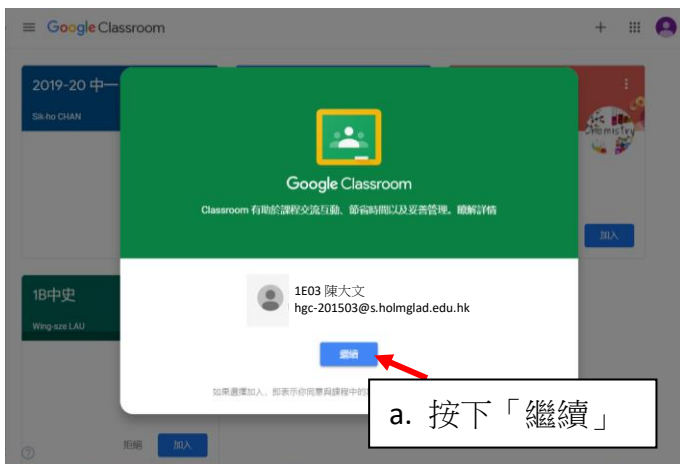 Google Classroom
2019-20 中一
Sik-ho CHAN
Chemistry
加入
Google Classroom
Classroom 有助於課程交流互動、節省時間以及妥善管理。瞭解詳情
1E03 陳大文
hgc-201503@s.holmglad.edu.hk
繼續
如果選擇加入，即表示你同意與課程中的
1B中史
Wing-sze LAU
拒絕 加入
a. 按下「繼續」